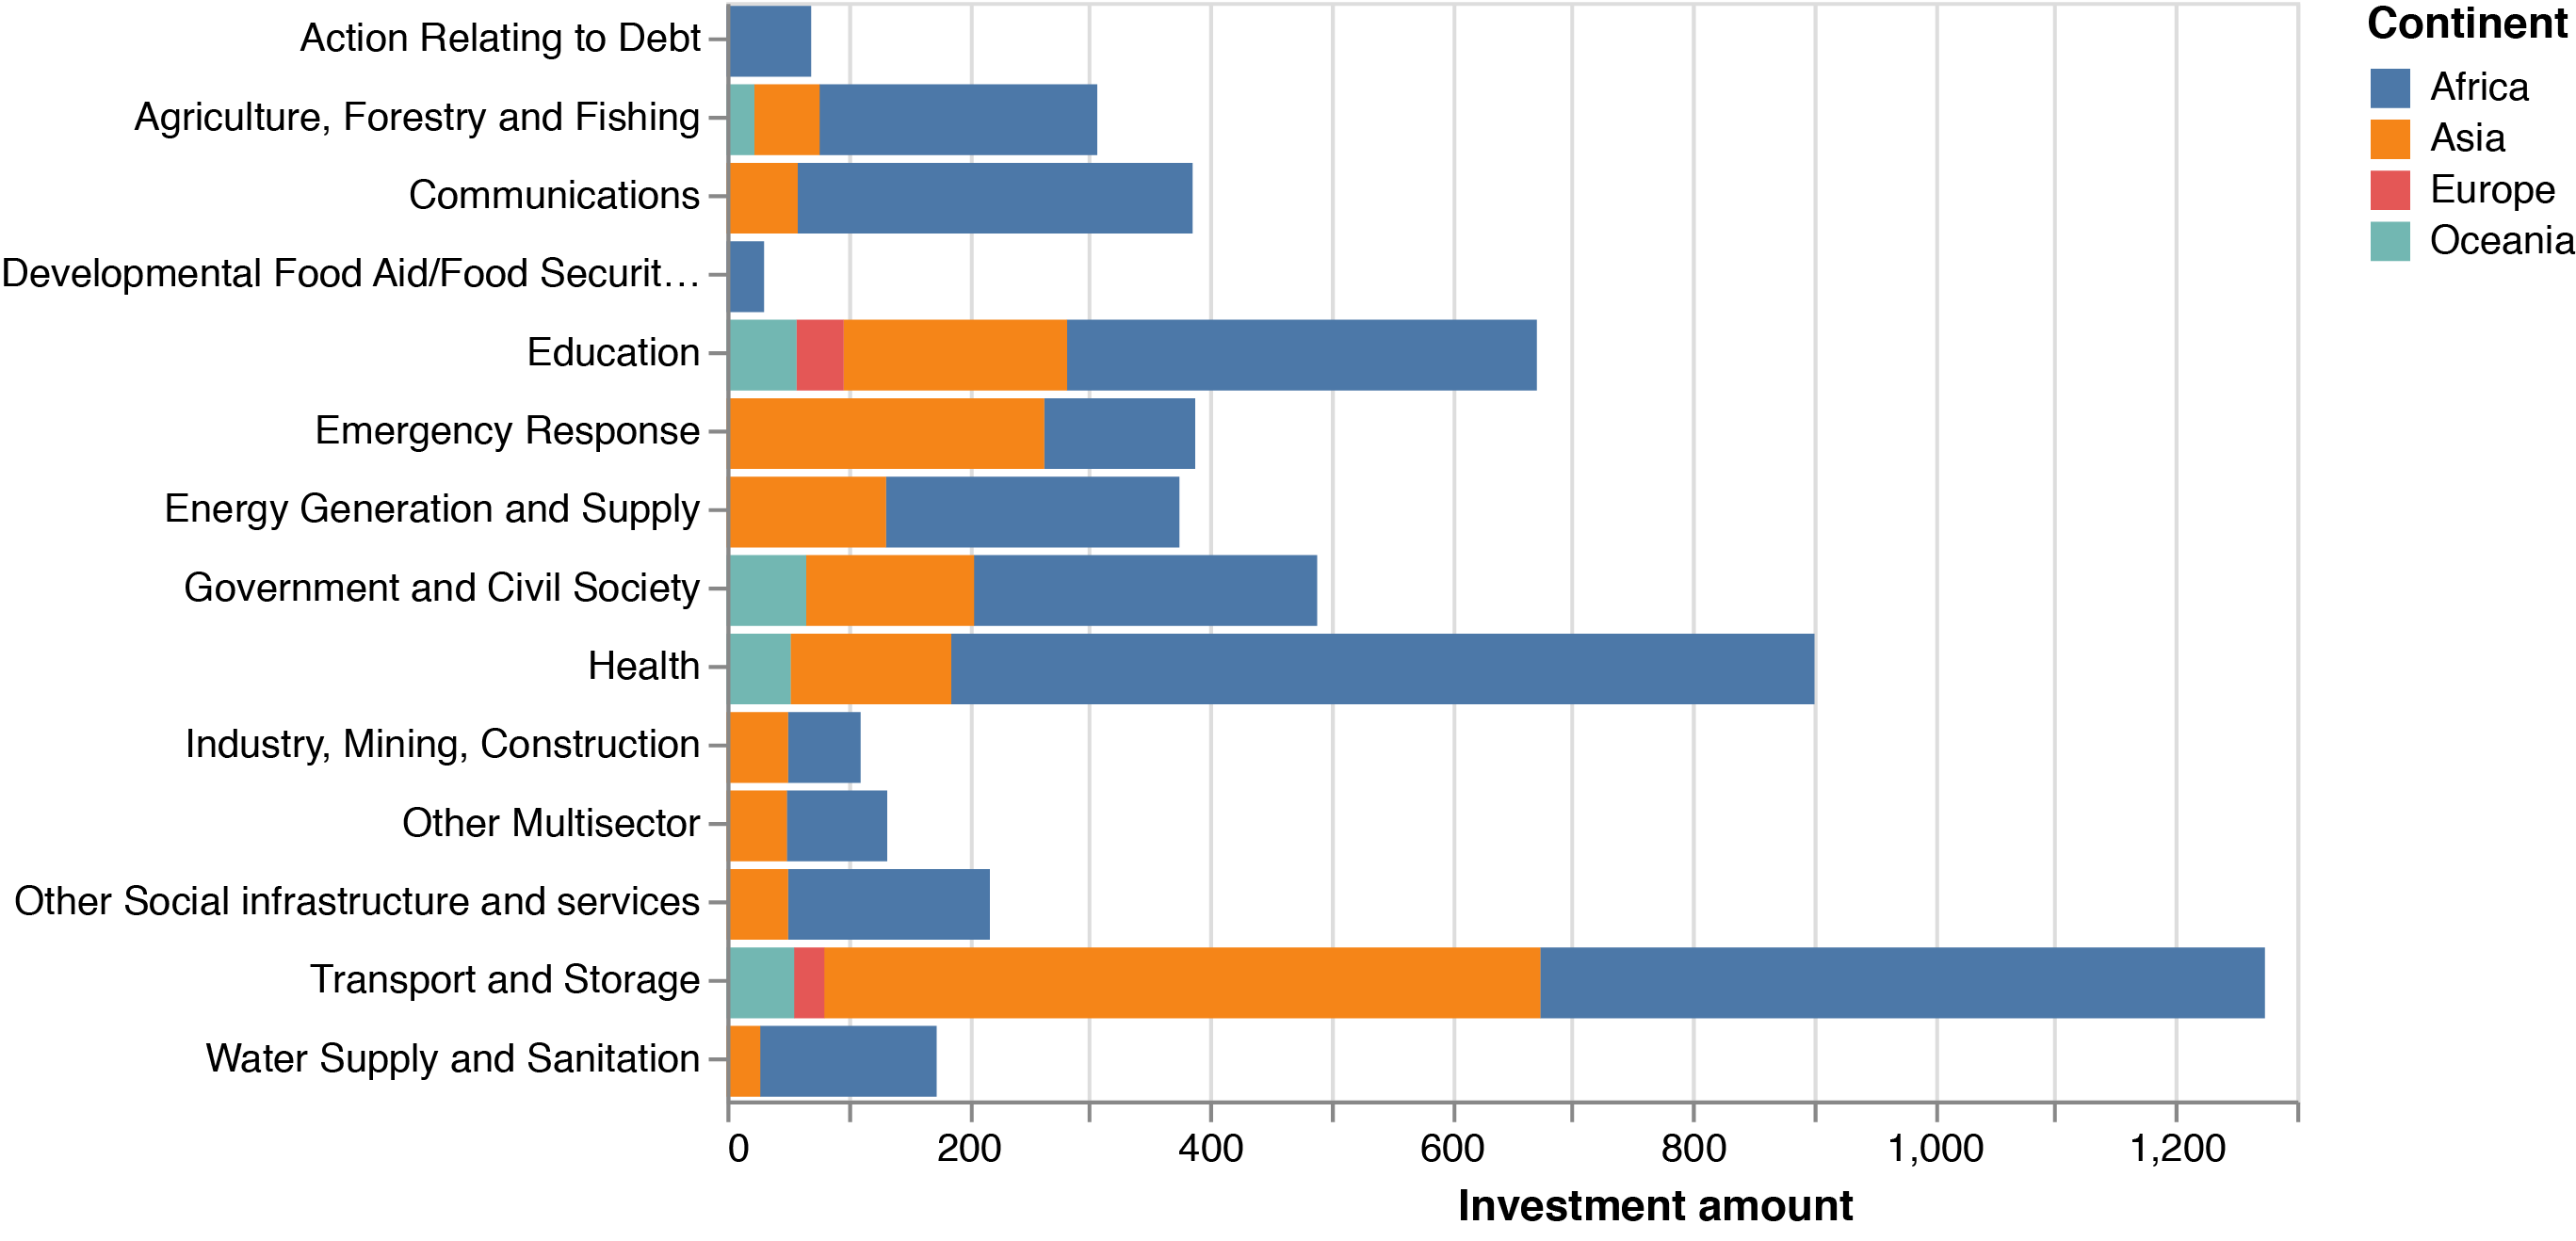 Action Relating to Debt
Agriculture, Forestry and Fishing
Communications
Developmental Food Aid/Food Securit…
Education
Emergency Response
Energy Generation and Supply
Government and Civil Society
Health
Industry, Mining, Construction
Other Multisector
Other Social infrastructure and services
Transport and Storage
Water Supply and Sanitation
0 200 400 600 800 1,000 1,200
Investment amount
Continent
Africa
Asia
Europe
Oceania